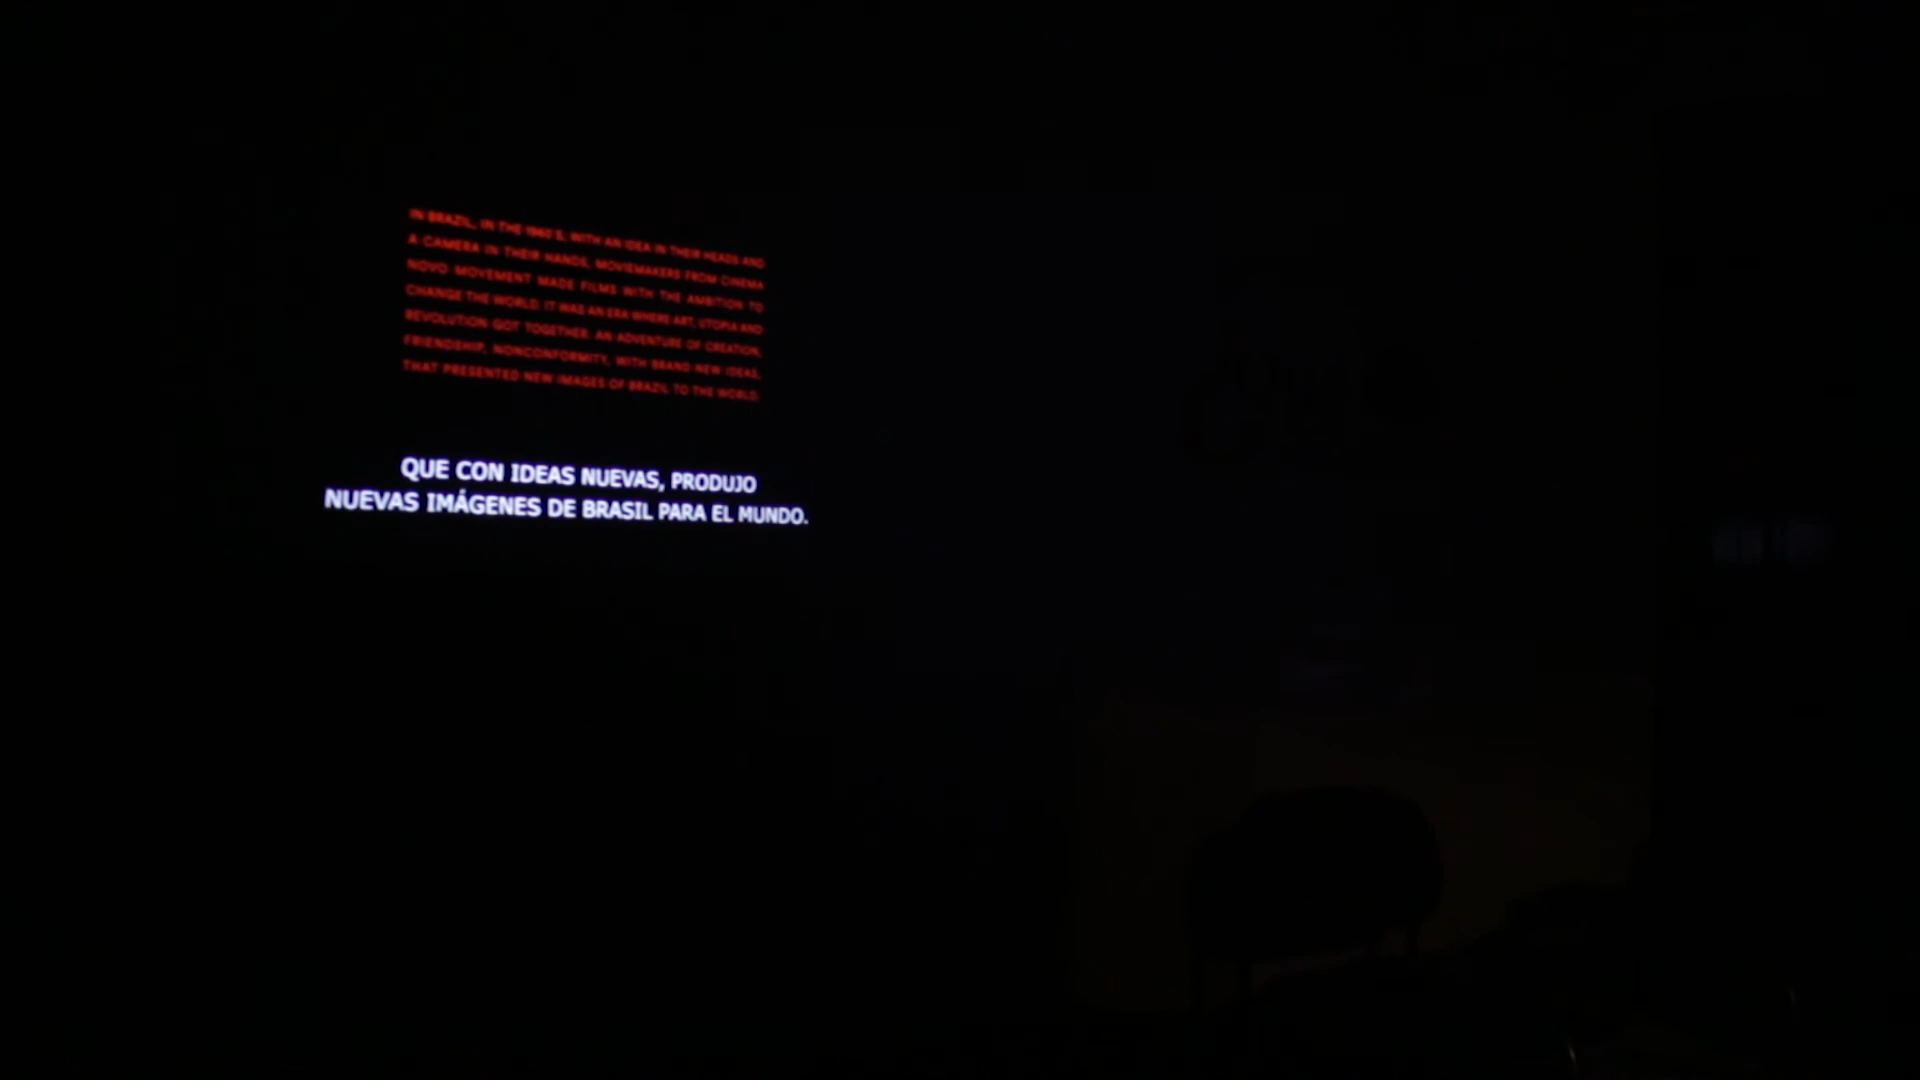 IN BRAZIL, IN THE 1960'S, WITH AN IDEA IN THEIR HEADS AND
A CAMERA IN THEIR HANDS, MOVIEMAKERS FROM CINEMA
NOVO MOVEMENT MADE FILMS WITH THE AMBITION TO
CHANGE THE WORLD. IT WAS AN ERA WHERE ART, UTOPIA AND
REVOLUTION GOT TOGETHER. AN ADVENTURE OF CREATION,
FRIENDSHIP, NONCONFORMITY, WITH BRAND NEW IDEAS,
THAT PRESENTED NEW IMAGES OF BRAZIL TO THE WORLD.
QUE CON IDEAS NUEVAS, PRODUJO
NUEVAS IMÁGENES DE BRASIL PARA EL MUNDO.